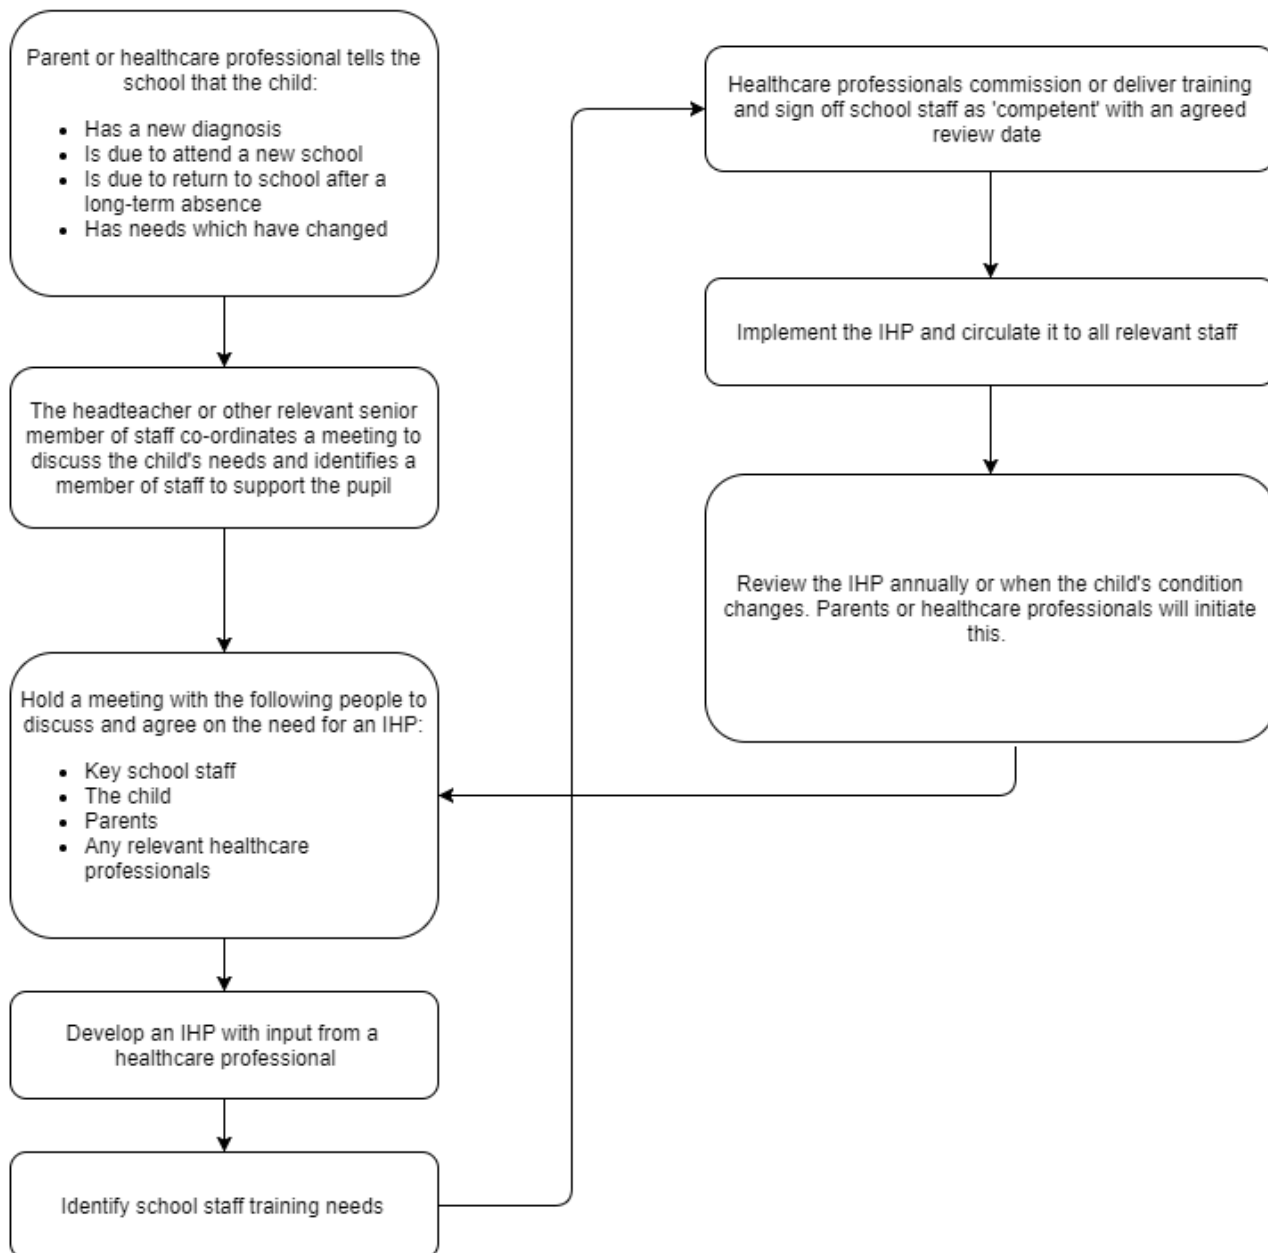 Parent or healthcare professional tells the
school that the child:
• Has a new diagnosis
• Is due to attend a new school
• Is due to return to school after a
long-term absence
• Has needs which have changed
The headteacher or other relevant senior
member of staff co-ordinates a meeting to
discuss the child's needs and identifies a
member of staff to support the pupil
Hold a meeting with the following people to
discuss and agree on the need for an IHP:
• Key school staff
• The child
• Parents
• Any relevant healthcare
professionals
Develop an IHP with input from a
healthcare professional
Identify school staff training needs
Healthcare professionals commission or deliver training
and sign off school staff as 'competent' with an agreed
review date
Implement the IHP and circulate it to all relevant staff
Review the IHP annually or when the child's condition
changes. Parents or healthcare professionals will initiate
this.